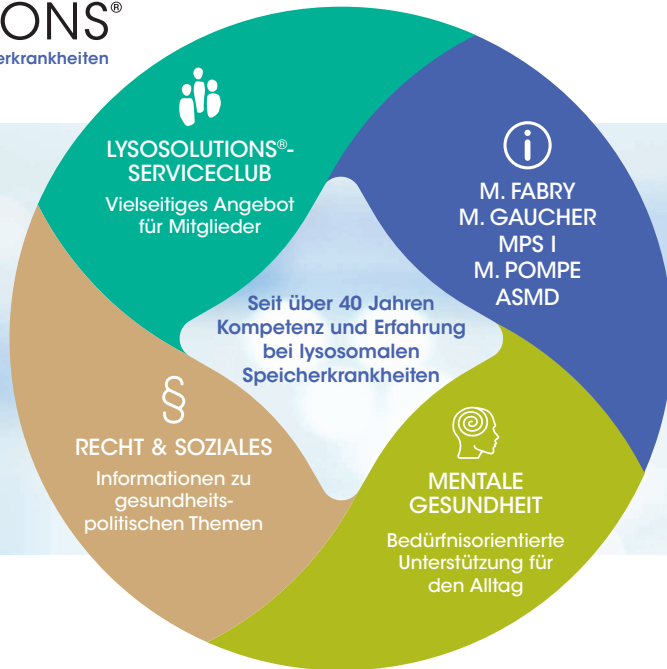 ONS®
erkrankheiten
LYSOSOLUTIONS®-
SERVICECLUB
Vielseitiges Angebot
für Mitglieder
M. FABRY
M. GAUCHER
MPS I
M. POMPE
ASMD
Seit über 40 Jahren
Kompetenz und Erfahrung
bei lysosomalen
Speicherkrankheiten
§
RECHT & SOZIALES
Informationen zu
gesundheits-
politischen Themen
MENTALE
GESUNDHEIT
Bedürfnisorientierte
Unterstützung für
den Alltag